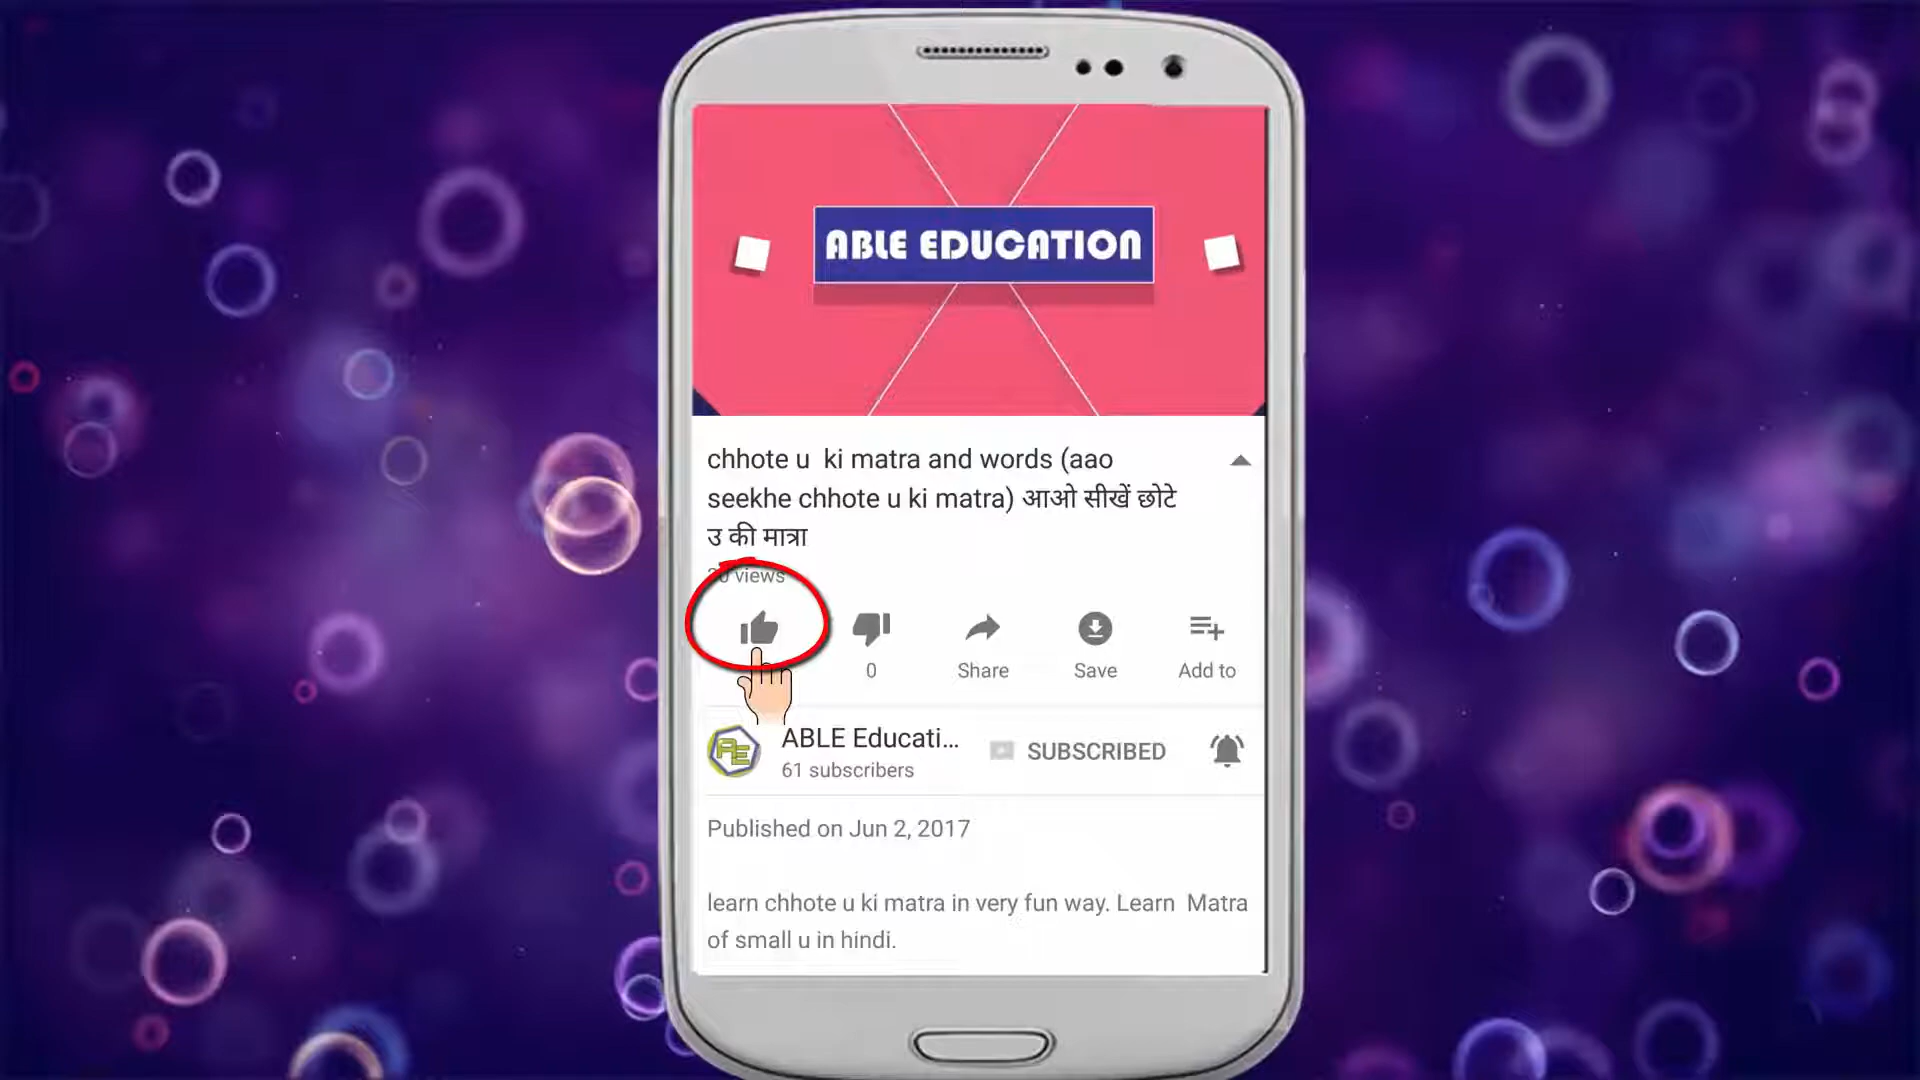 ABLE EDUCATION
chhote u ki matra and words (aao
seekhe chhote u ki matra) आओ सीखें छोटे
उ की मात्रा
views
0
Share
Save
Add to
AE
ABLE Educati...
61 subscribers
SUBSCRIBED
Published on Jun 2, 2017
learn chhote u ki matra in very fun way. Learn Matra
of small u in hindi.